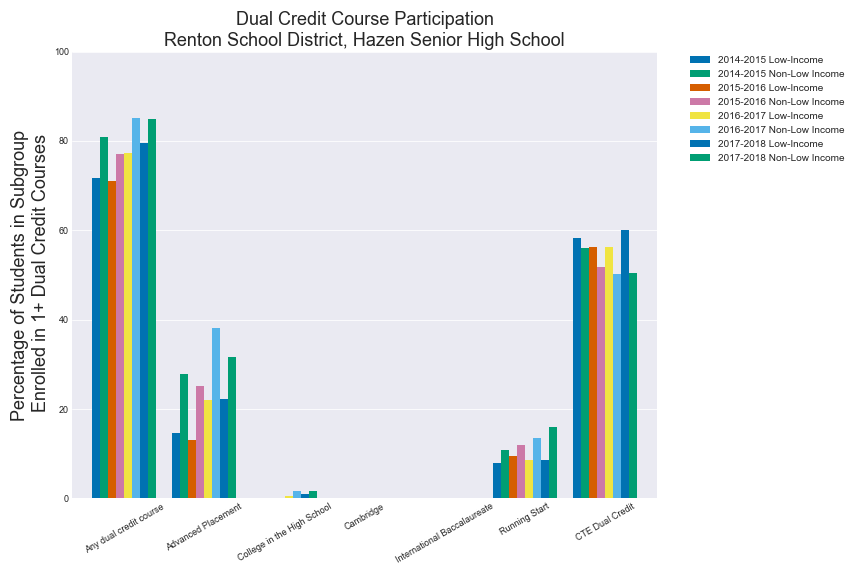 Dual Credit Course Participation
Renton School District, Hazen Senior High School
Percentage of Students in Subgroup
Enrolled in 1+ Dual Credit Courses
100
80
60
40
20
0
Any dual credit course
Advanced Placement
College in the High School
Cambridge
International Baccalaureate
Running Start
CTE Dual Credit
2014-2015 Low-Income
2014-2015 Non-Low Income
2015-2016 Low-Income
2015-2016 Non-Low Income
2016-2017 Low-Income
2016-2017 Non-Low Income
2017-2018 Low-Income
2017-2018 Non-Low Income